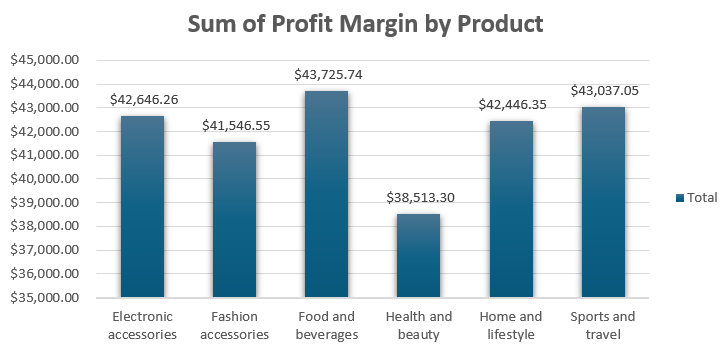 Sum of Profit Margin by Product
$45,000.00
$44,000.00
$43,000.00
$42,000.00
$41,000.00
$40,000.00
$39,000.00
$38,000.00
$37,000.00
$36,000.00
$35,000.00
$42,646.26
$41,546.55
$43,725.74
$38,513.30
$42,446.35
$43,037.05
Electronic
accessories
Fashion
accessories
Food and
beverages
Health and
beauty
Home and
lifestyle
Sports and
travel
Total